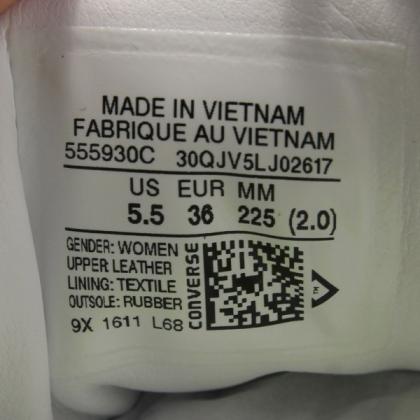 MADE IN VIETNAM
FABRIQUE AU VIETNAM
555930C 30QJV5LJ02617
US EUR MM
5.5 36 225 (2.0)
GENDER: WOMEN
UPPER: LEATHER
LINING: TEXTILE
OUTSOLE: RUBBER
9X 1611 L68
CONVERSE